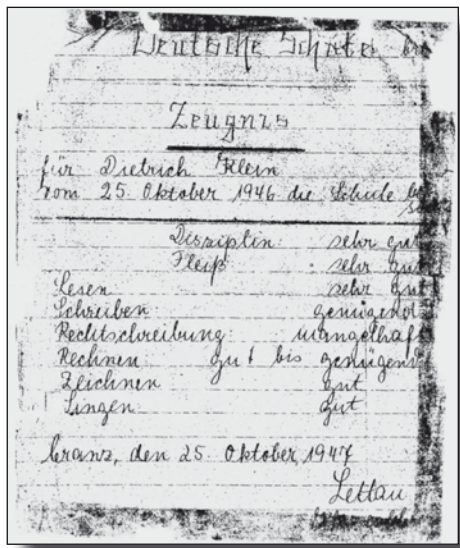 Deutsche Schule
Zeugnis
für Dietrich Klein
vom 25. Oktober 1946 die Schule
Disziplin sehr gut
Fleiß sehr gut
Lesen sehr gut
Schreiben genügend
Rechtschreibung mangelhaft
Rechnen gut bis genügend
Zeichnen gut
Singen gut
Cranz, den 25. Oktober 1947
Lettau